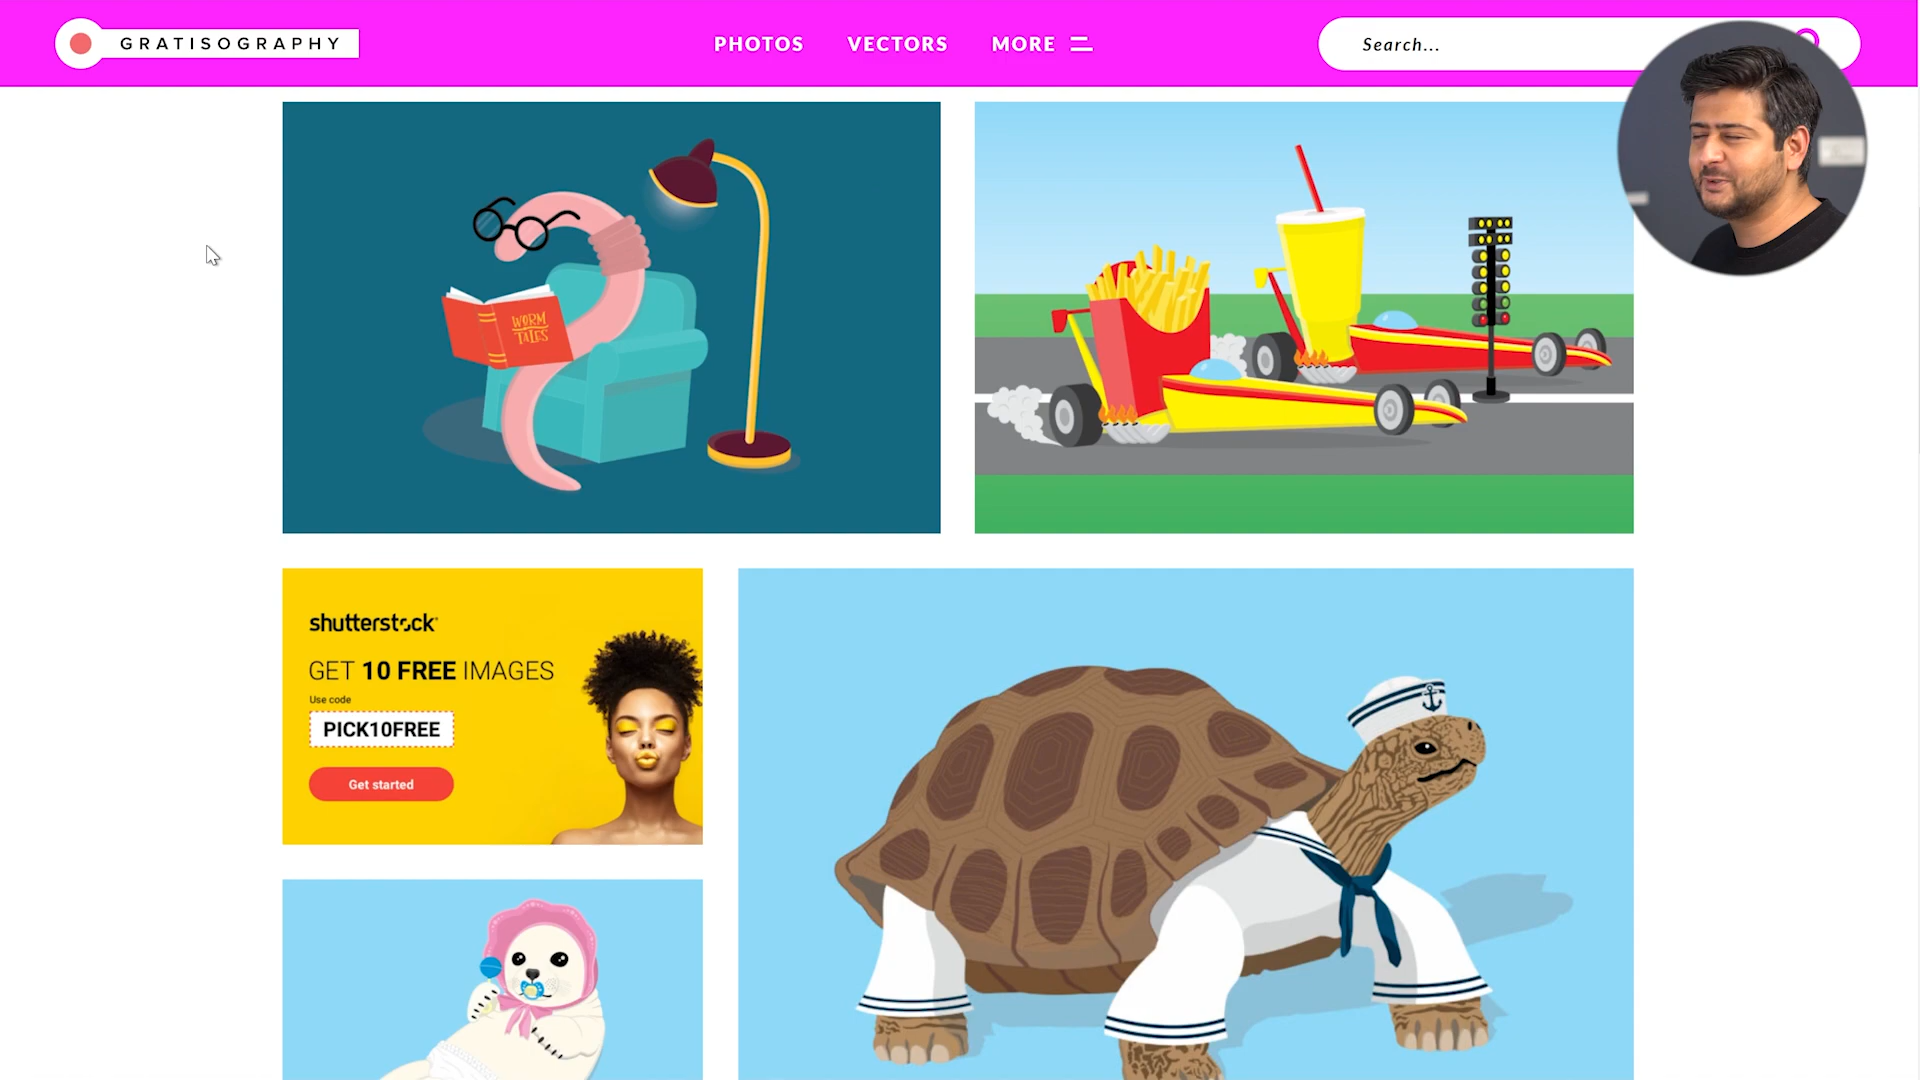 GRATISOGRAPHY
PHOTOS
VECTORS
MORE
Search...
WORM
TALES
shutterstock
GET 10 FREE IMAGES
Use code
PICK10FREE
Get started